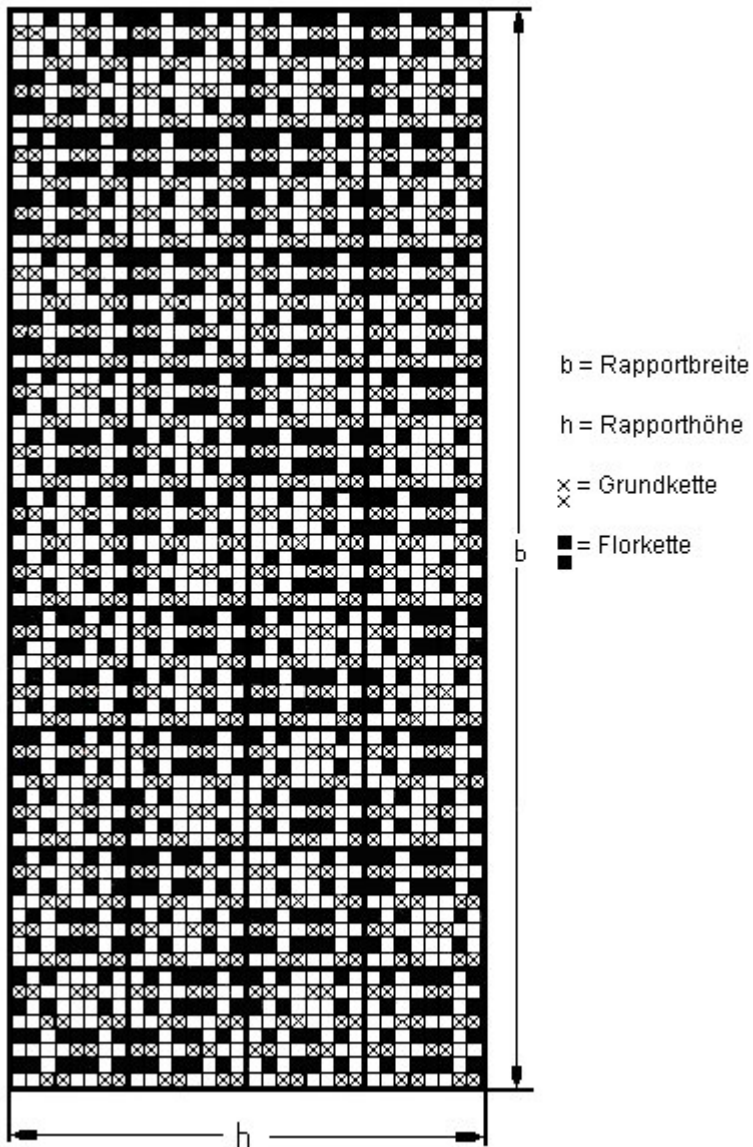 b = Rapportbreite
h = Rapporthöhe
x = Grundkette
x
■ = Florkette
■
b
h